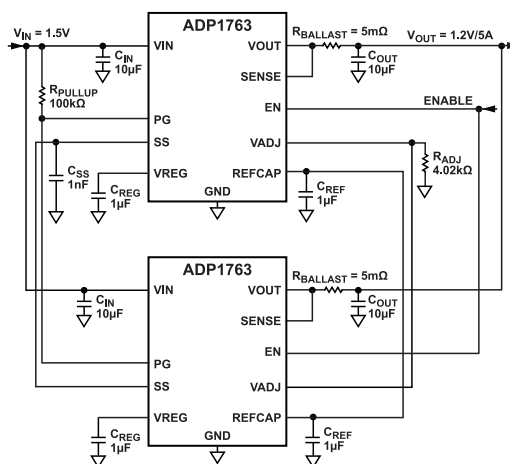 ADP1763
VIN = 1.5V
VIN
CIN
10µF
RPULLUP
100kΩ
PG
SS
CSS
1nF
VREG
CREG
1µF
GND
VOUT
SENSE
EN
VADJ
REFCAP
RBALLAST = 5mΩ
COUT
10µF
VOUT = 1.2V/5A
ENABLE
RADJ
4.02kΩ
CREF
1µF
ADP1763
VIN
CIN
10µF
PG
SS
VREG
CREG
1µF
GND
VOUT
SENSE
EN
VADJ
REFCAP
RBALLAST = 5mΩ
COUT
10µF
CREF
1µF